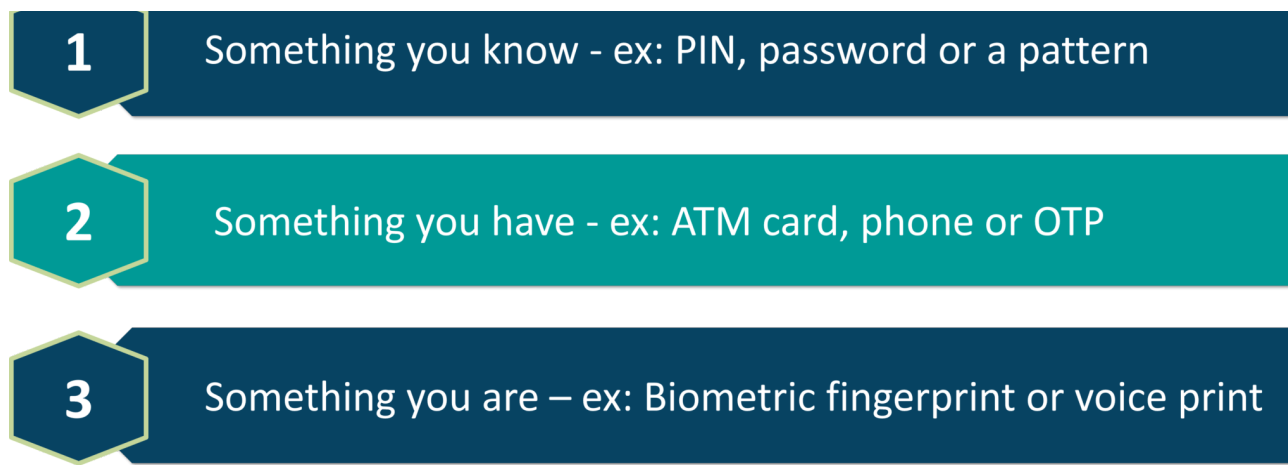 1
Something you know - ex: PIN, password or a pattern
2
Something you have - ex: ATM card, phone or OTP
3
Something you are – ex: Biometric fingerprint or voice print